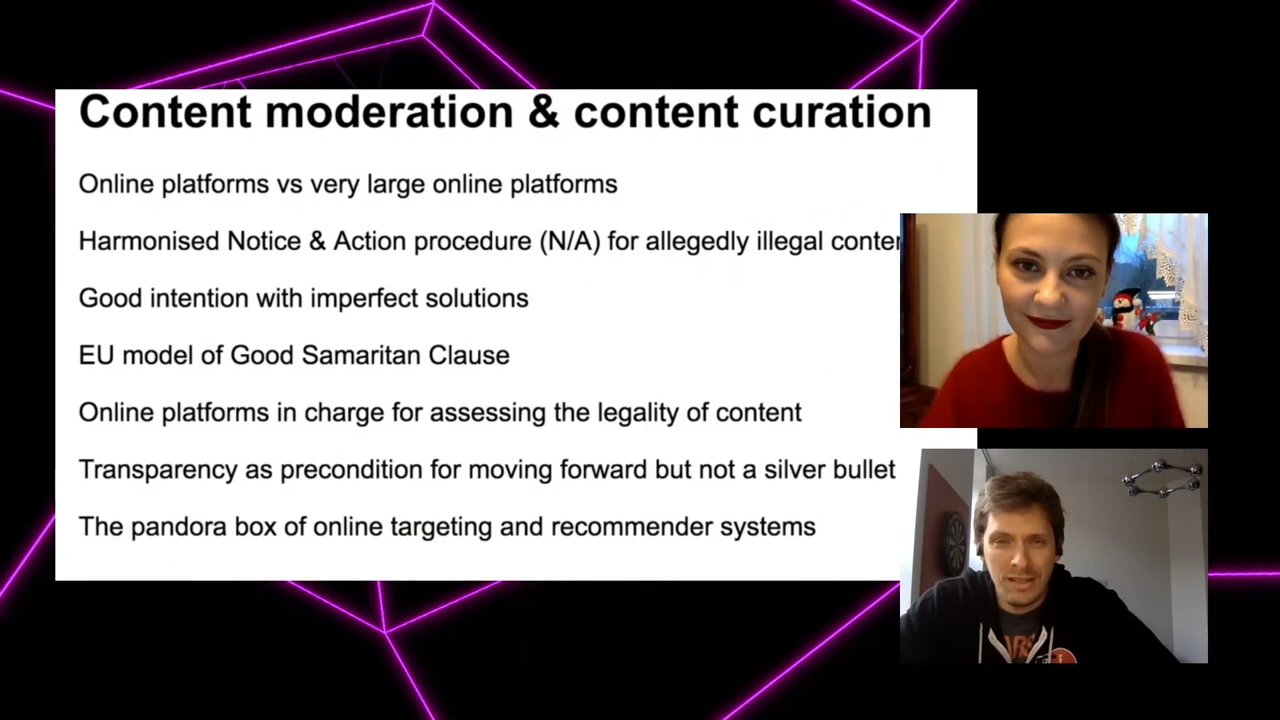 Content moderation & content curation
Online platforms vs very large online platforms
Harmonised Notice & Action procedure (N/A) for allegedly illegal
Good intention with imperfect solutions
EU model of Good Samaritan Clause
Online platforms in charge for assessing the legality of content
Transparency as precondition for moving forward but not a silver bullet
The pandora box of online targeting and recommender systems